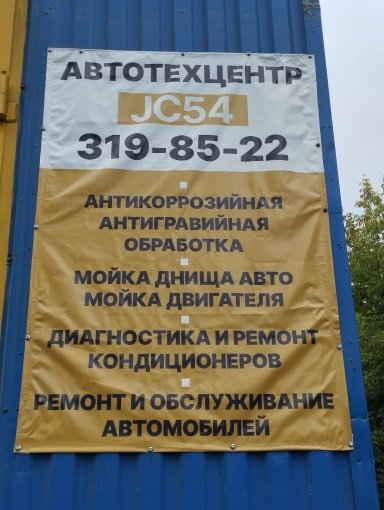 АВТОТЕХЦЕНТР
JC54
319-85-22
АНТИКОРРОЗИЙНАЯ
АНТИГРАВИЙНАЯ
ОБРАБОТКА
МОЙКА ДНИЩА АВТО
МОЙКА ДВИГАТЕЛЯ
ДИАГНОСТИКА И РЕМОНТ
КОНДИЦИОНЕРОВ
РЕМОНТ И ОБСЛУЖИВАНИЕ
АВТОМОБИЛЕЙ